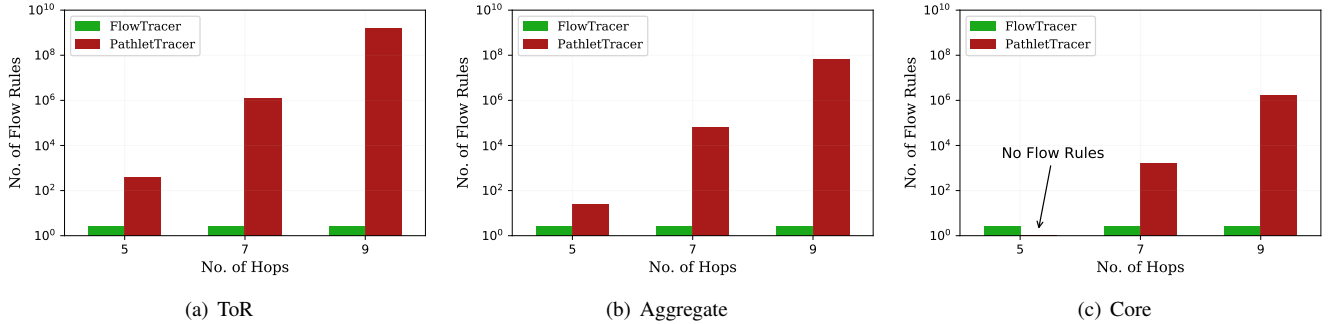 10^10
10^8
10^6
10^4
10^2
10^0
No. of Flow Rules
FlowTracer
PathletTracer
5
7
9
No. of Hops
(a) ToR
10^10
10^8
10^6
10^4
10^2
10^0
No. of Flow Rules
FlowTracer
PathletTracer
5
7
9
No. of Hops
(b) Aggregate
10^10
10^8
10^6
10^4
10^2
10^0
No. of Flow Rules
FlowTracer
PathletTracer
No Flow Rules
5
7
9
No. of Hops
(c) Core